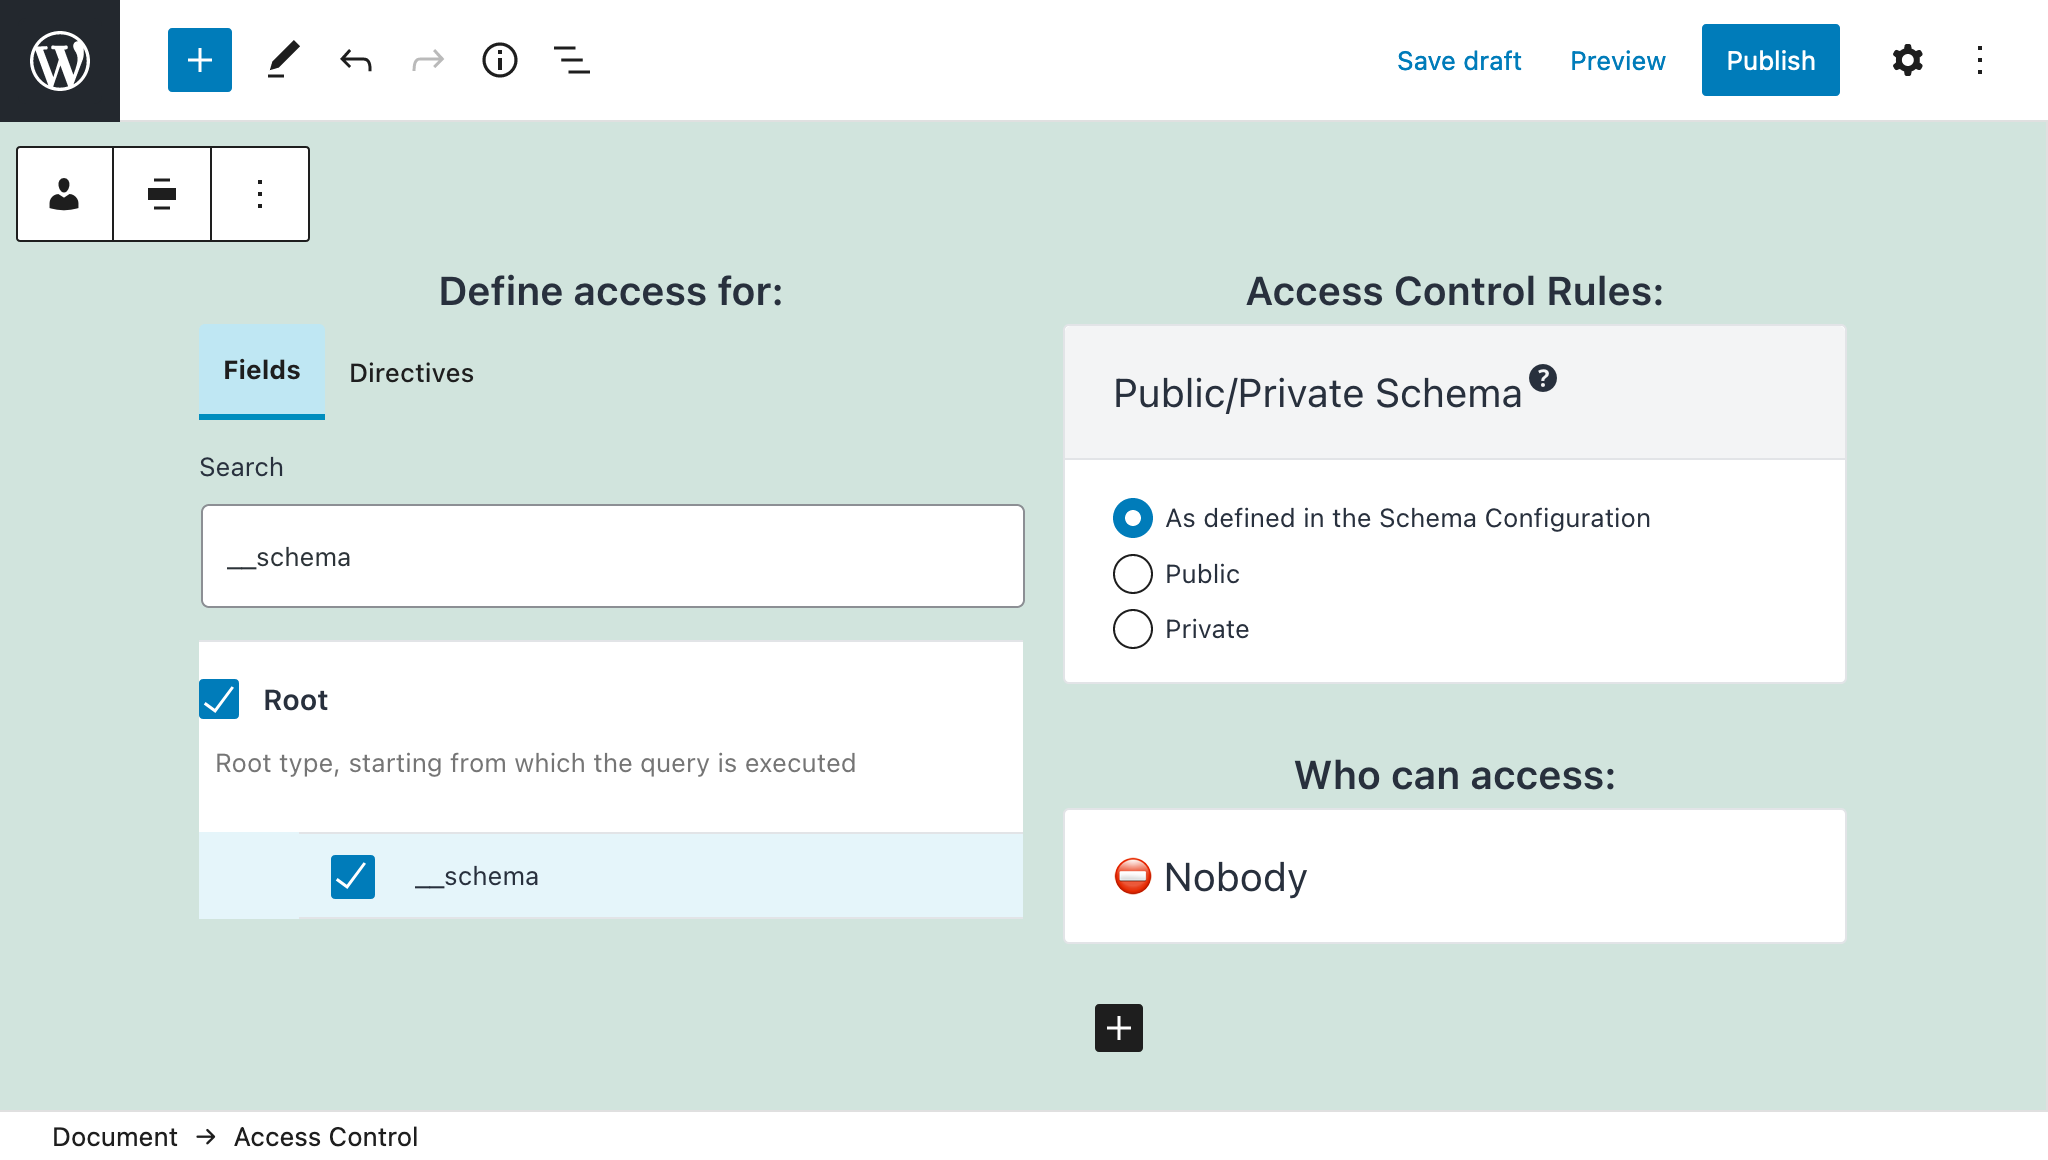 Save draft
Preview
Publish
Define access for:
Fields
Directives
Search
__schema
Root
Root type, starting from which the query is executed
__schema
Access Control Rules:
Public/Private Schema
As defined in the Schema Configuration
Public
Private
Who can access:
Nobody
Document → Access Control